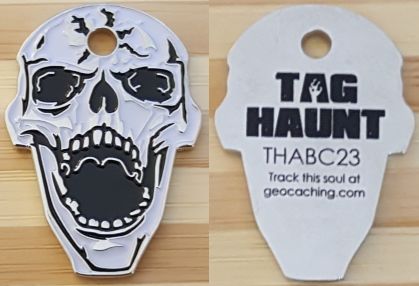 TAG
HAUNT
THABC23
Track this soul at
geocaching.com